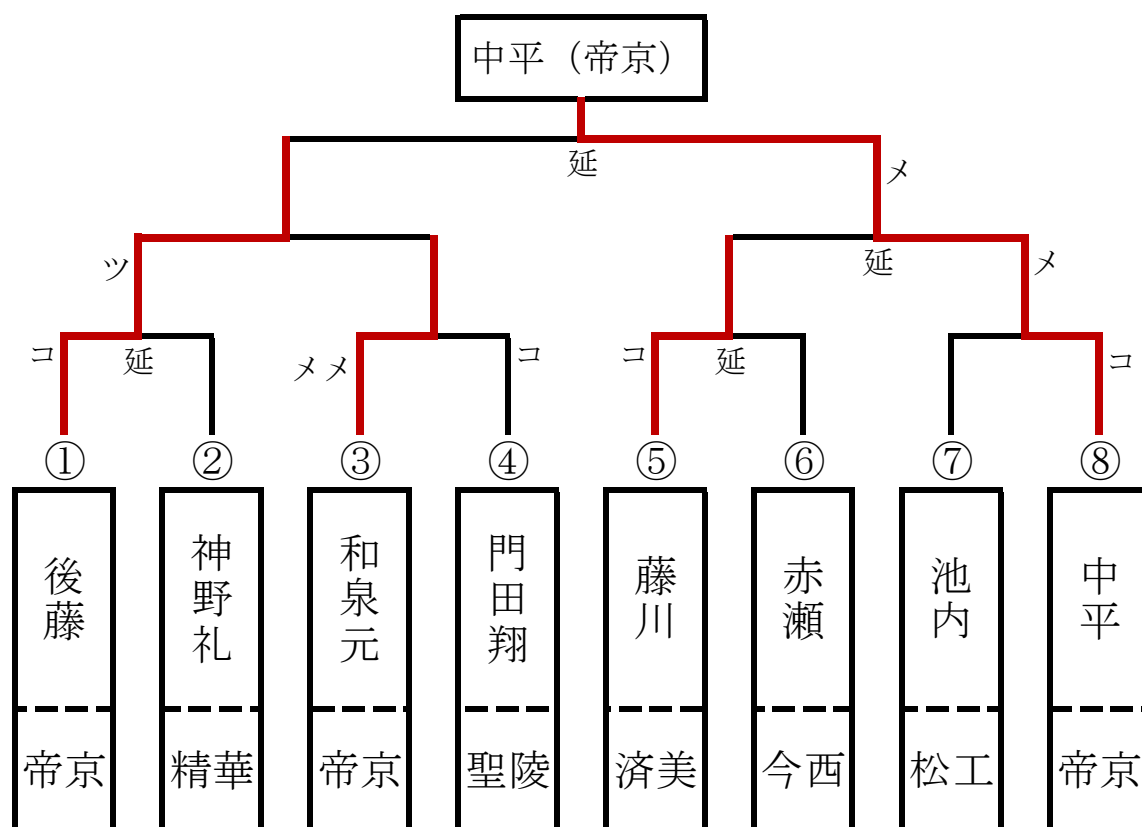 中平（帝京）
延
メ
ツ
延
メ
コ
延
メメ
コ
コ
延
コ
① ② ③ ④ ⑤ ⑥ ⑦ ⑧
後藤
神野礼
和泉元
門田翔
藤川
赤瀬
池内
中平
帝京 精華 帝京 聖陵 済美 今西 松工 帝京